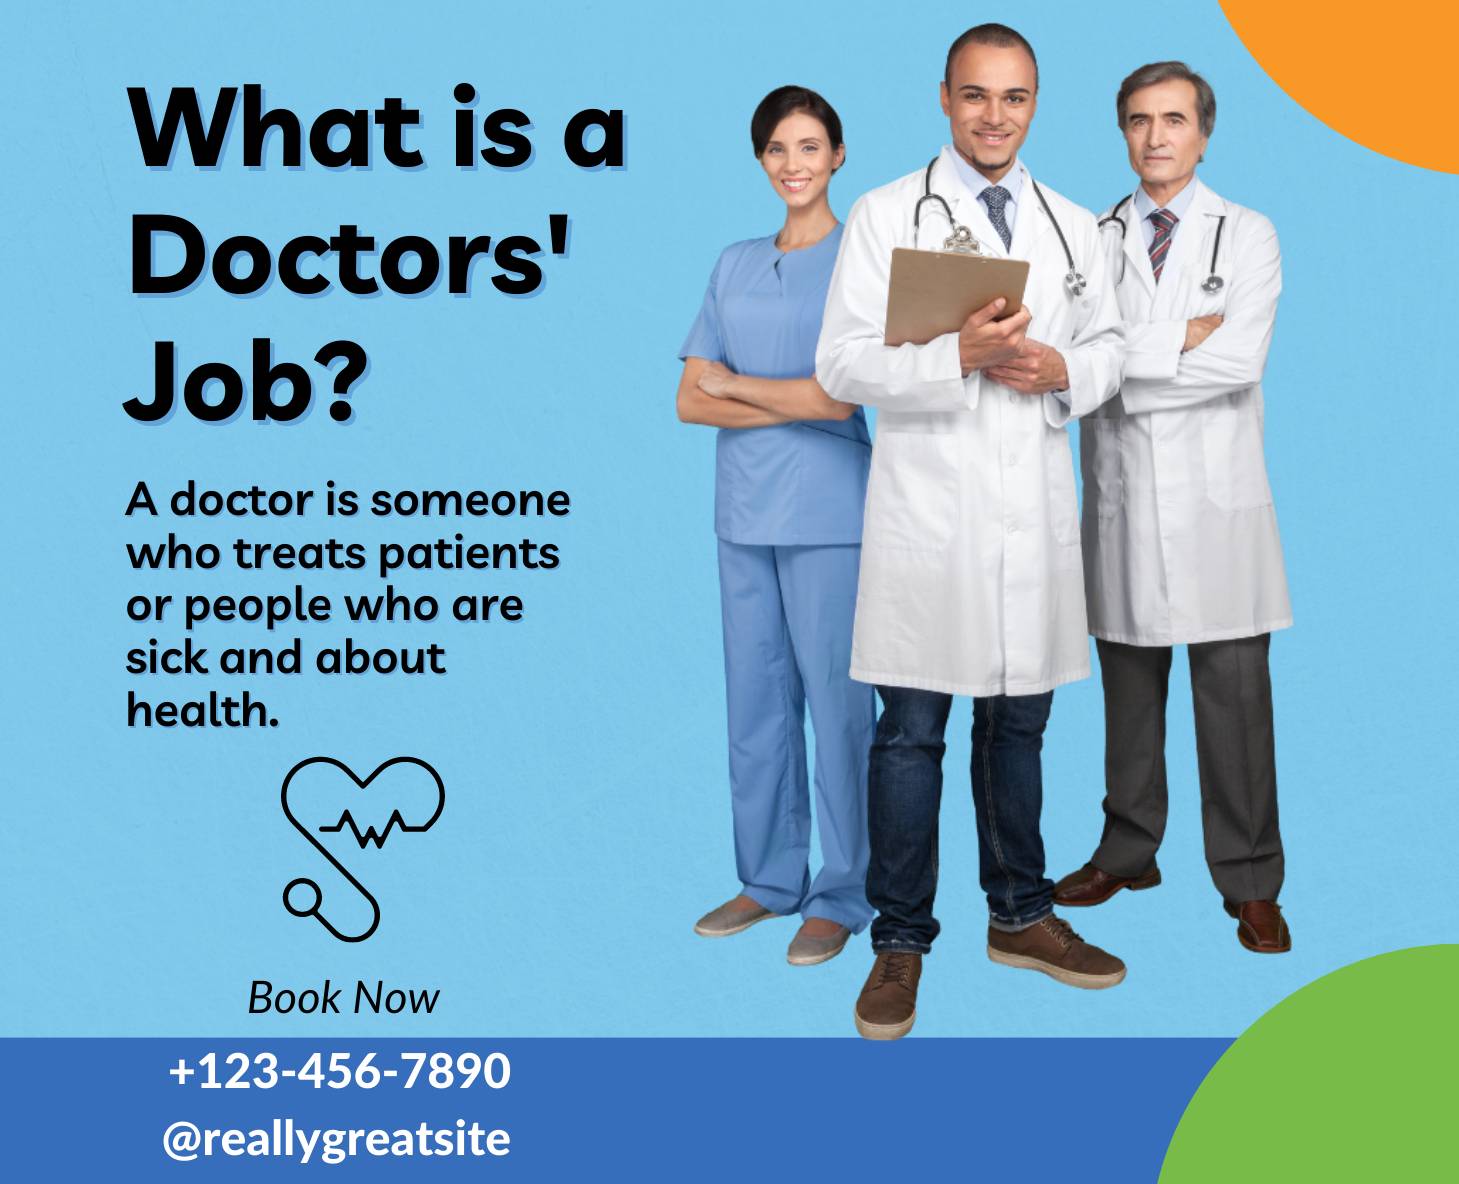 What is a
Doctors'
Job?
A doctor is someone
who treats patients
or people who are
sick and about
health.
Book Now
+123-456-7890
@reallygreatsite